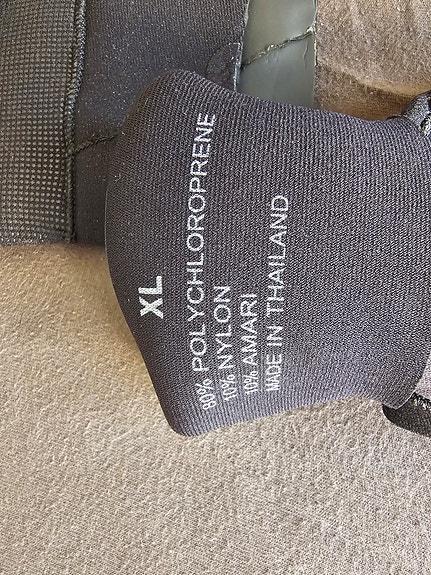 XL
80% POLYCHLOROPRENE
10% NYLON
10% AMARI
MADE IN THAILAND